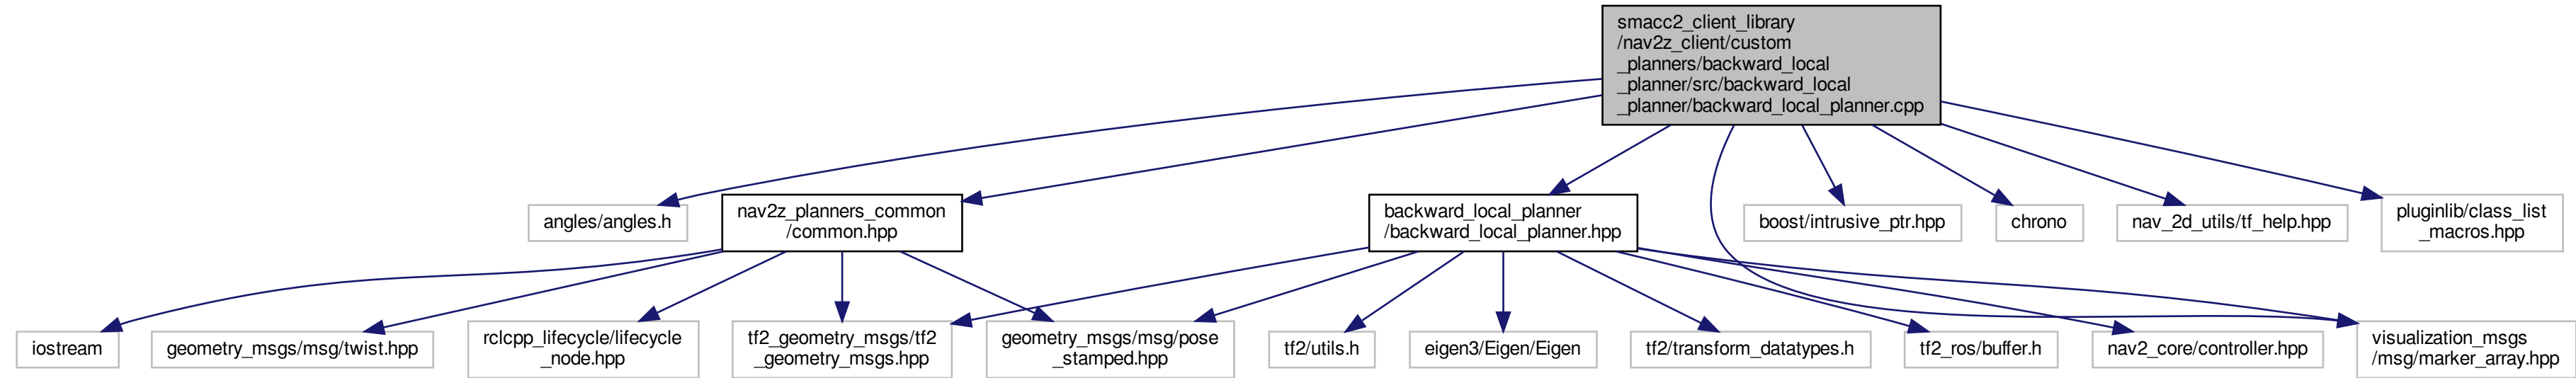 smacc2_client_library
/nav2z_client/custom
_planners/backward_local
_planner/src/backward_local
_planner/backward_local_planner.cpp
angles/angles.h
nav2z_planners_common
/common.hpp
backward_local_planner
/backward_local_planner.hpp
boost/intrusive_ptr.hpp
chrono
nav_2d_utils/tf_help.hpp
pluginlib/class_list
_macros.hpp
iostream
geometry_msgs/msg/twist.hpp
rclcpp_lifecycle/lifecycle
_node.hpp
tf2_geometry_msgs/tf2
_geometry_msgs.hpp
geometry_msgs/msg/pose
_stamped.hpp
tf2/utils.h
eigen3/Eigen/Eigen
tf2/transform_datatypes.h
tf2_ros/buffer.h
nav2_core/controller.hpp
visualization_msgs
/msg/marker_array.hpp